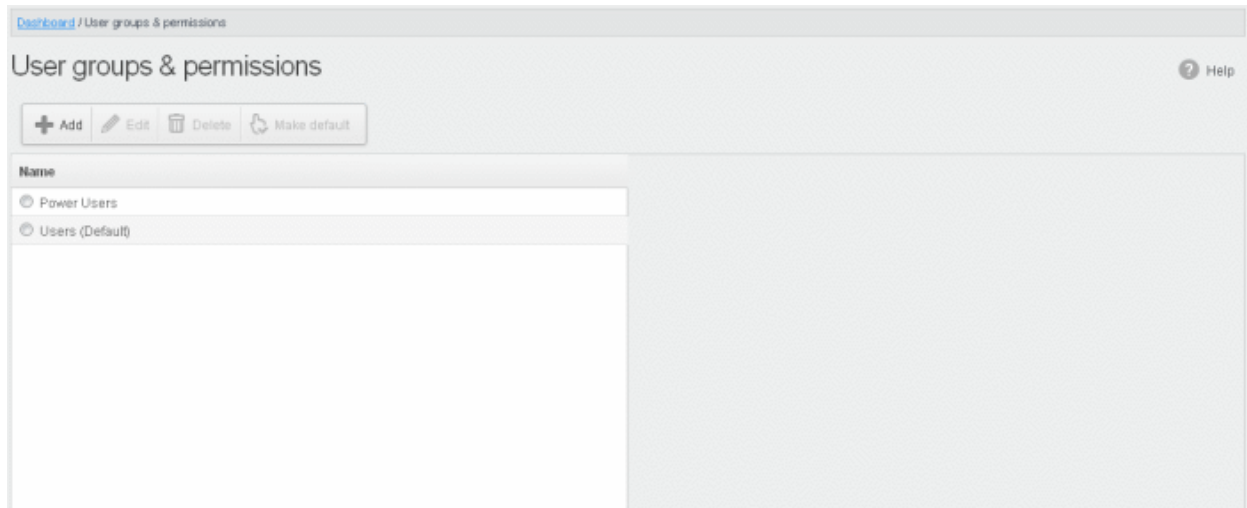 Dashboard / User groups & permissions
User groups & permissions
Help
Add Edit Delete Make default
Name
Power Users
Users (Default)